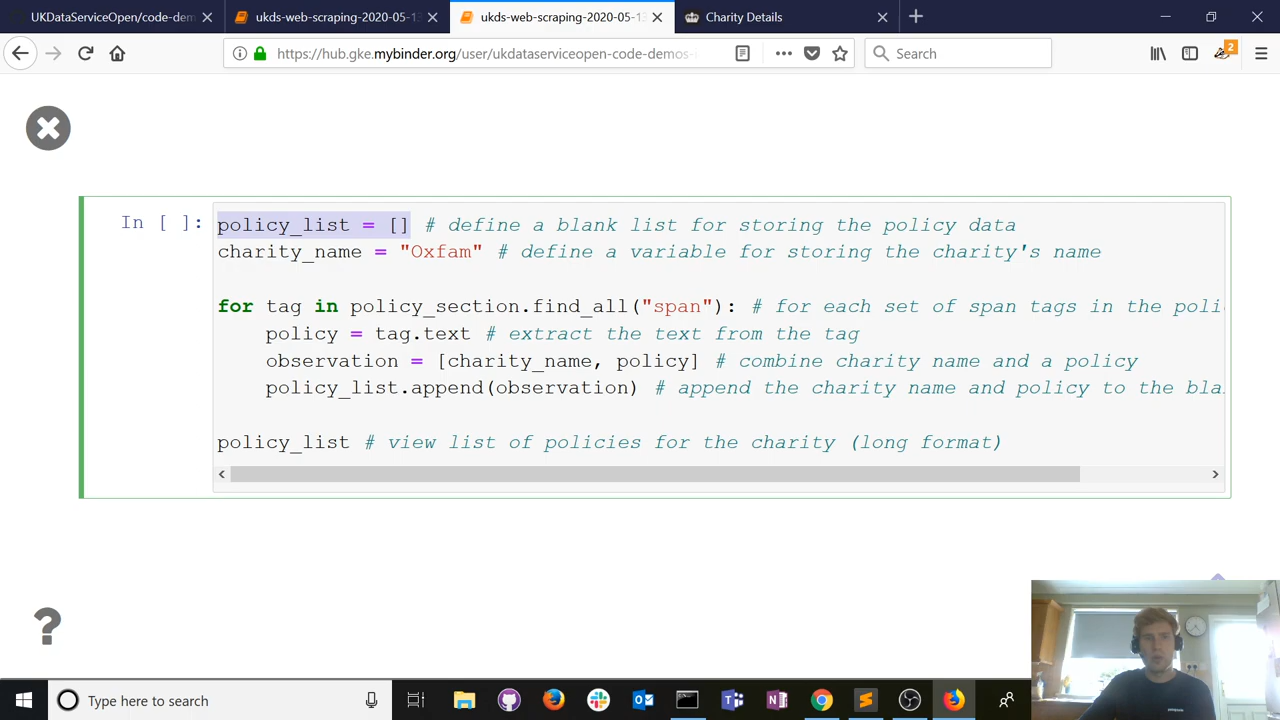 UKDataServiceOpen/code-dem
ukds-web-scraping-2020-05-13
ukds-web-scraping-2020-05-13
Charity Details
https://hub.gke.mybinder.org/user/ukdataserviceopen-code-demos-
Search
2
In [ ]:
policy_list = [] # define a blank list for storing the policy data
charity_name = "Oxfam" # define a variable for storing the charity's name
for tag in policy_section.find_all("span"): # for each set of span tags in the poli
policy = tag.text # extract the text from the tag
observation = [charity_name, policy] # combine charity name and a policy
policy_list.append(observation) # append the charity name and policy to the bla
policy_list # view list of policies for the charity (long format)
?
Type here to search